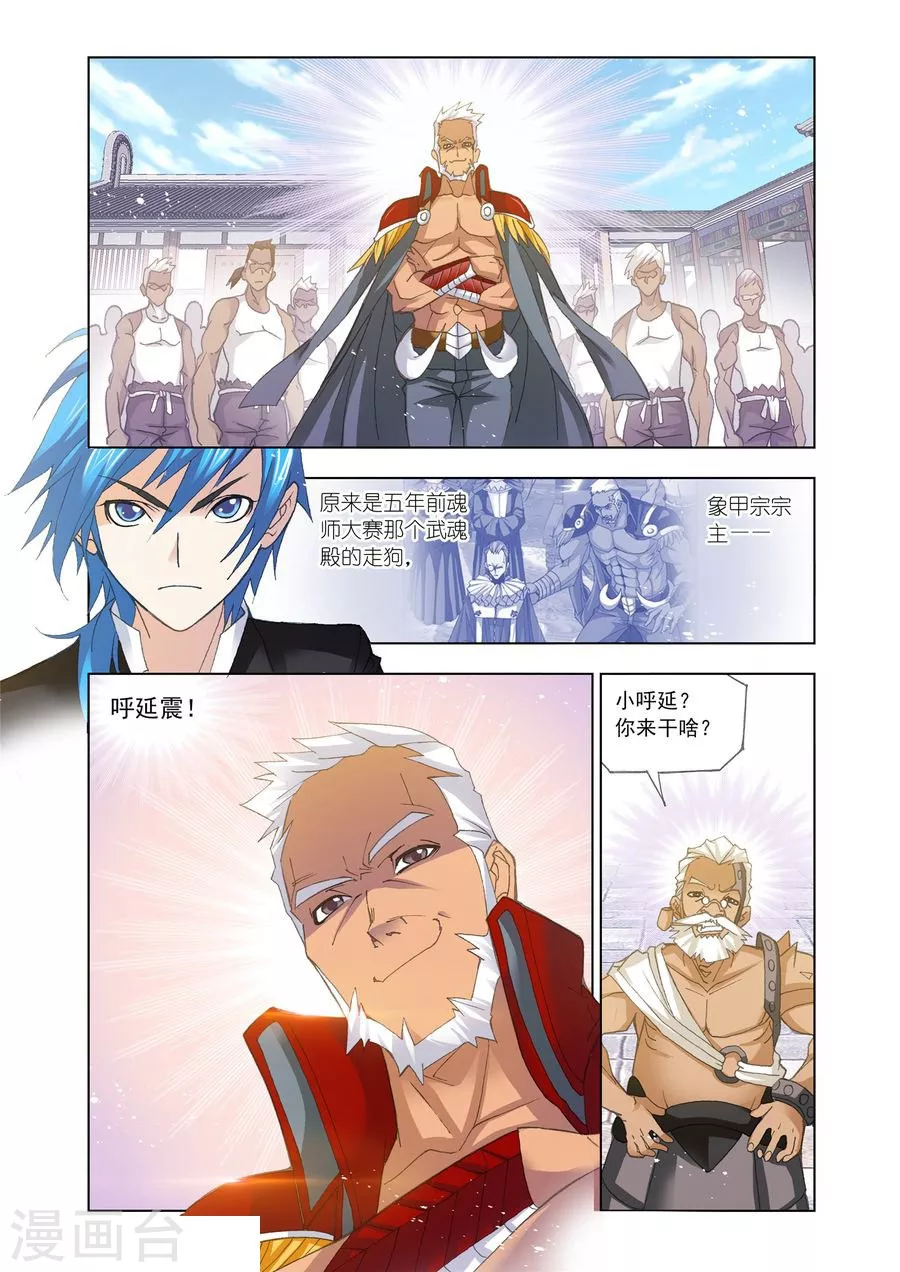 原来是五年前魂
师大赛那个武魂
殿的走狗，
象甲宗宗
主——
呼延震！
小呼延？
你来干啥？
漫画台